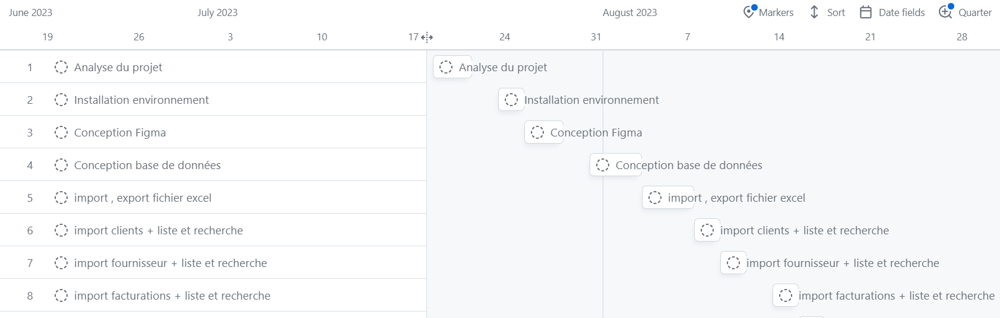 June 2023 July 2023 August 2023 Markers Sort Date fields Quarter
19 26 3 10 17 24 31 7 14 21 28
1 Analyse du projet Analyse du projet
2 Installation environnement Installation environnement
3 Conception Figma Conception Figma
4 Conception base de données Conception base de données
5 import , export fichier excel import , export fichier excel
6 import clients + liste et recherche import clients + liste et recherche
7 import fournisseur + liste et recherche import fournisseur + liste et recherche
8 import facturations + liste et recherche import facturations + liste et recherche